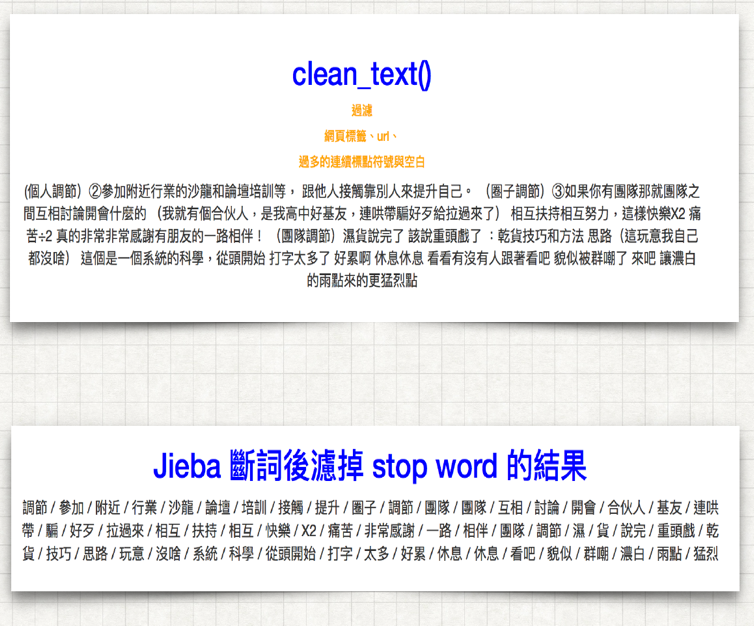 clean_text()
過濾
網頁標籤、url、
過多的連續標點符號與空白
(個人調節）②參加附近行業的沙龍和論壇培訓等， 跟他人接觸靠別人來提升自己。 （圈子調節）③如果你有團隊那就團隊之
間互相討論開會什麼的 （我就有個合伙人，是我高中好基友，連哄帶騙好歹給拉過來了） 相互扶持相互努力，這樣快樂X2 痛
苦÷2 真的非常非常感謝有朋友的一路相伴！ （團隊調節）濕貨說完了 該說重頭戲了 ：乾貨技巧和方法 思路（這玩意我自己
都沒啥） 這個是一個系統的科學，從頭開始 打字太多了 好累啊 休息休息 看看有沒有人跟著看吧 貌似被群嘲了 來吧 讓濃白
的雨點來的更猛烈點
Jieba 斷詞後濾掉 stop word 的結果
調節 / 參加 / 附近 / 行業 / 沙龍 / 論壇 / 培訓 / 接觸 / 提升 / 圈子 / 調節 / 團隊 / 團隊 / 互相 / 討論 / 開會 / 合伙人 / 基友 / 連哄
帶 / 騙 / 好歹 / 拉過來 / 相互 / 扶持 / 相互 / 快樂 / X2 / 痛苦 / 非常感謝 / 一路 / 相伴 / 團隊 / 調節 / 濕 / 貨 / 說完 / 重頭戲 / 乾
貨 / 技巧 / 思路 / 玩意 / 沒啥 / 系統 / 科學 / 從頭開始 / 打字 / 太多 / 好累 / 休息 / 休息 / 看吧 / 貌似 / 群嘲 / 濃白 / 雨點 / 猛烈